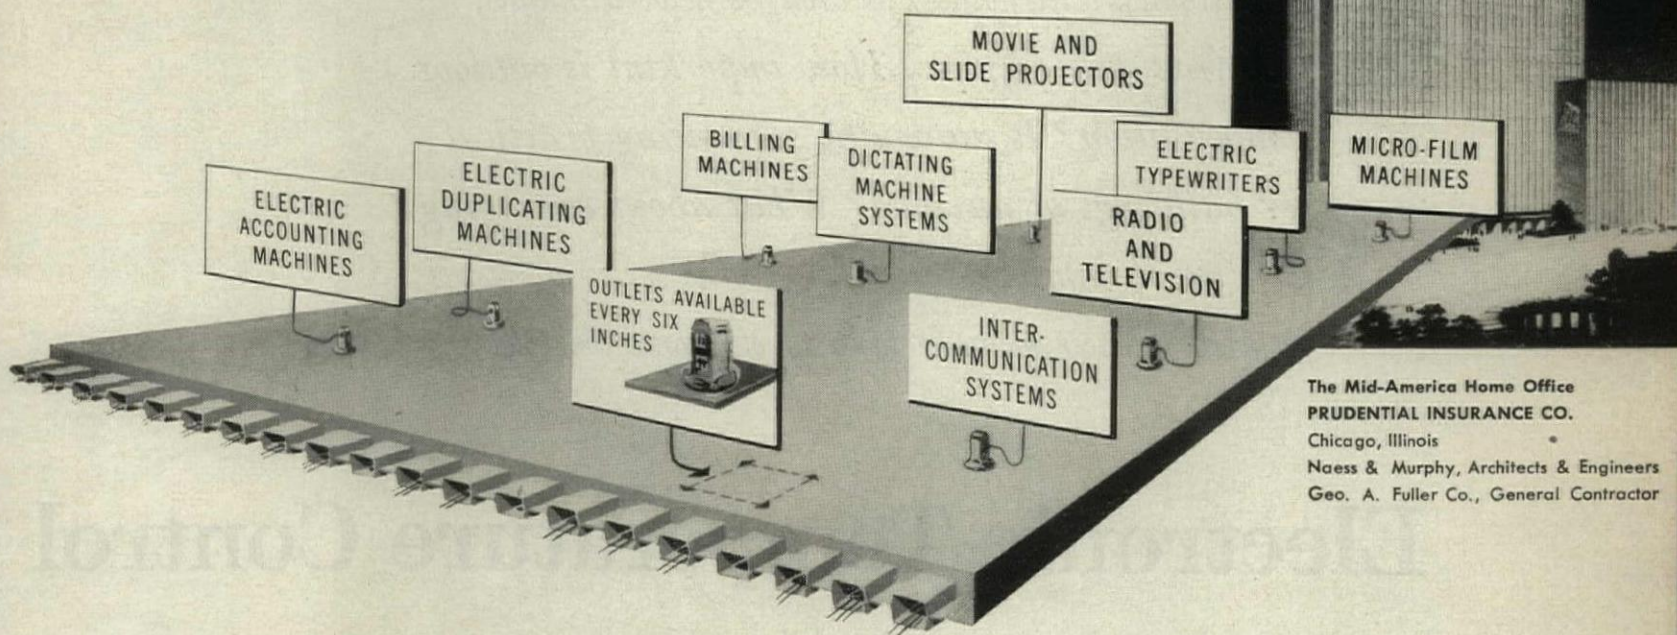 MOVIE AND
SLIDE PROJECTORS
BILLING
MACHINES
DICTATING
MACHINE
SYSTEMS
ELECTRIC
TYPEWRITERS
MICRO-FILM
MACHINES
ELECTRIC
ACCOUNTING
MACHINES
ELECTRIC
DUPLICATING
MACHINES
RADIO
AND
TELEVISION
OUTLETS AVAILABLE
EVERY SIX
INCHES
INTER-
COMMUNICATION
SYSTEMS
The Mid-America Home Office
PRUDENTIAL INSURANCE CO.
Chicago, Illinois
Naess & Murphy, Architects & Engineers
Geo. A. Fuller Co., General Contractor